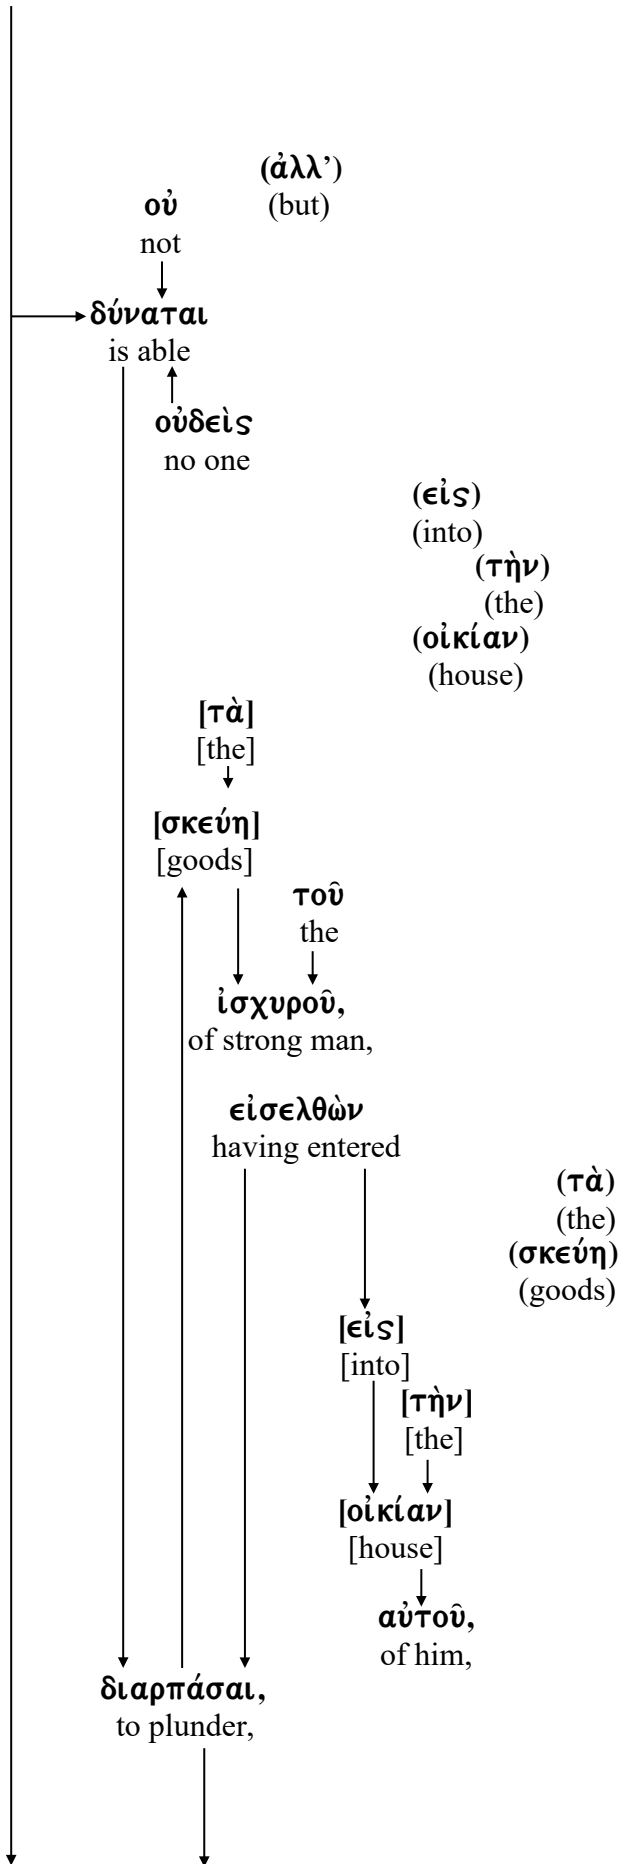 (ἀλλ’)
(but)
οὐ
not
δύναται
is able
οὐδεὶς
no one
(εἰς)
(into)
(τὴν)
(the)
(οἰκίαν)
(house)
[τὰ]
[the]
[σκεύη]
[goods]
τοῦ
the
ἰσχυροῦ,
of strong man,
εἰσελθὼν
having entered
(τὰ)
(the)
(σκεύη)
(goods)
[εἰς]
[into]
[τὴν]
[the]
[οἰκίαν]
[house]
αὐτοῦ,
of him,
διαρπάσαι,
to plunder,